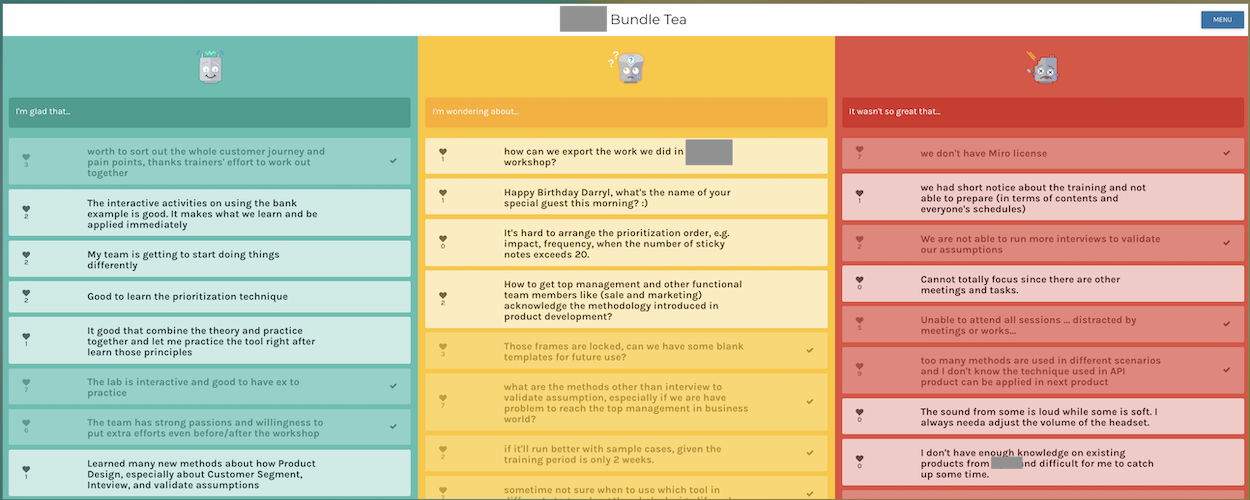 Bundle Tea
MENU
I'm glad that...
3
worth to sort out the whole customer journey and
pain points, thanks trainers' effort to work out
together
2
The interactive activities on using the bank
example is good. It makes what we learn and be
applied immediately
2
My team is getting to start doing things
differently
2
Good to learn the prioritization technique
1
It good that combine the theory and practice
together and let me practice the tool right after
learn those principles
7
The lab is interactive and good to have ex to
practice
6
The team has strong passions and willingness to
put extra efforts even before/after the workshop
1
Learned many new methods about how Product
Design, especially about Customer Segment,
Inteview, and validate assumptions
? ?
I'm wondering about...
1
how can we export the work we did in
workshop?
1
Happy Birthday Darryl, what's the name of your
special guest this morning? :)
0
It's hard to arrange the prioritization order, e.g.
impact, frequency, when the number of sticky
notes exceeds 20.
2
How to get top management and other functional
team members like (sale and marketing)
acknowledge the methodology introduced in
product development?
3
Those frames are locked, can we have some blank
templates for future use?
7
what are the methods other than interview to
validate assumption, especially if we are have
problem to reach the top management in business
world?
2
if it'll run better with sample cases, given the
training period is only 2 weeks.
sometime not sure when to use which tool in
It wasn't so great that...
7
we don't have Miro license
1
we had short notice about the training and not
able to prepare (in terms of contents and
everyone's schedules)
2
We are not able to run more interviews to validate
our assumptions
0
Cannot totally focus since there are other
meetings and tasks.
5
Unable to attend all sessions ... distracted by
meetings or works...
5
too many methods are used in different scenarios
and I don't know the technique used in API
product can be applied in next product
0
The sound from some is loud while some is soft. I
always needa adjust the volume of the headset.
0
I don't have enough knowledge on existing
products from nd difficult for me to catch
up some time.